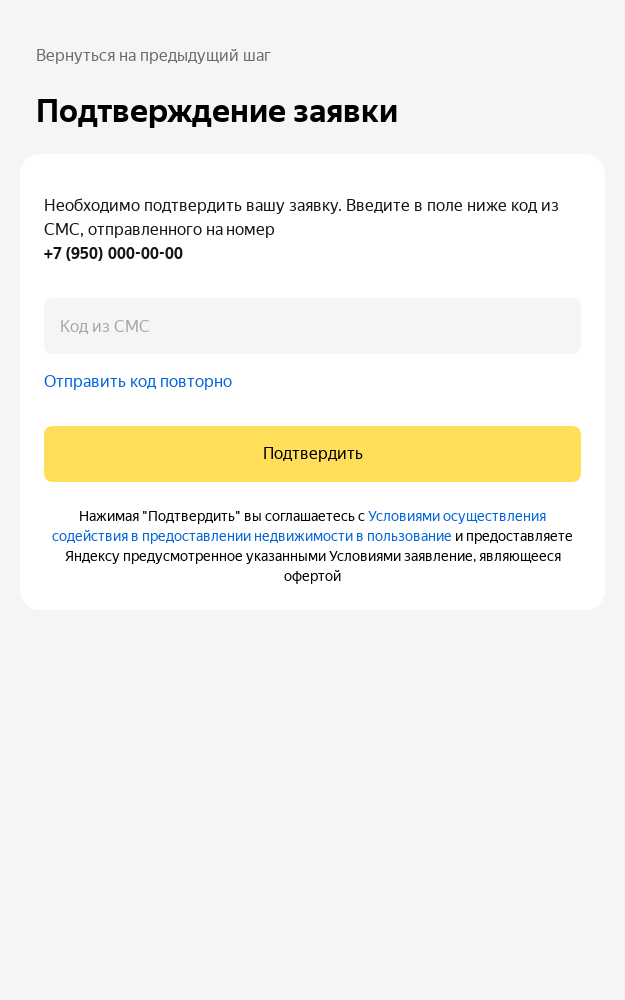 Вернуться на предыдущий шаг
Подтверждение заявки
Необходимо подтвердить вашу заявку. Введите в поле ниже код из
СМС, отправленного на номер
+7 (950) 000-00-00
Код из СМС
Отправить код повторно
Подтвердить
Нажимая "Подтвердить" вы соглашаетесь с Условиями осуществления
содействия в предоставлении недвижимости в пользование и предоставляете
Яндексу предусмотренное указанными Условиями заявление, являющееся
офертой